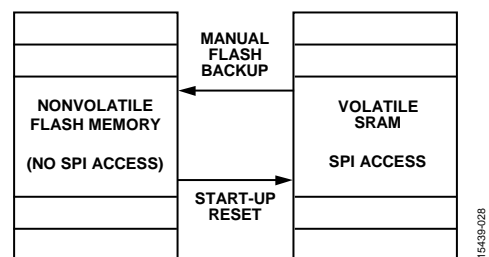 MANUAL
FLASH
BACKUP
NONVOLATILE
FLASH MEMORY
(NO SPI ACCESS)
VOLATILE
SRAM
SPI ACCESS
START-UP
RESET
15439-028